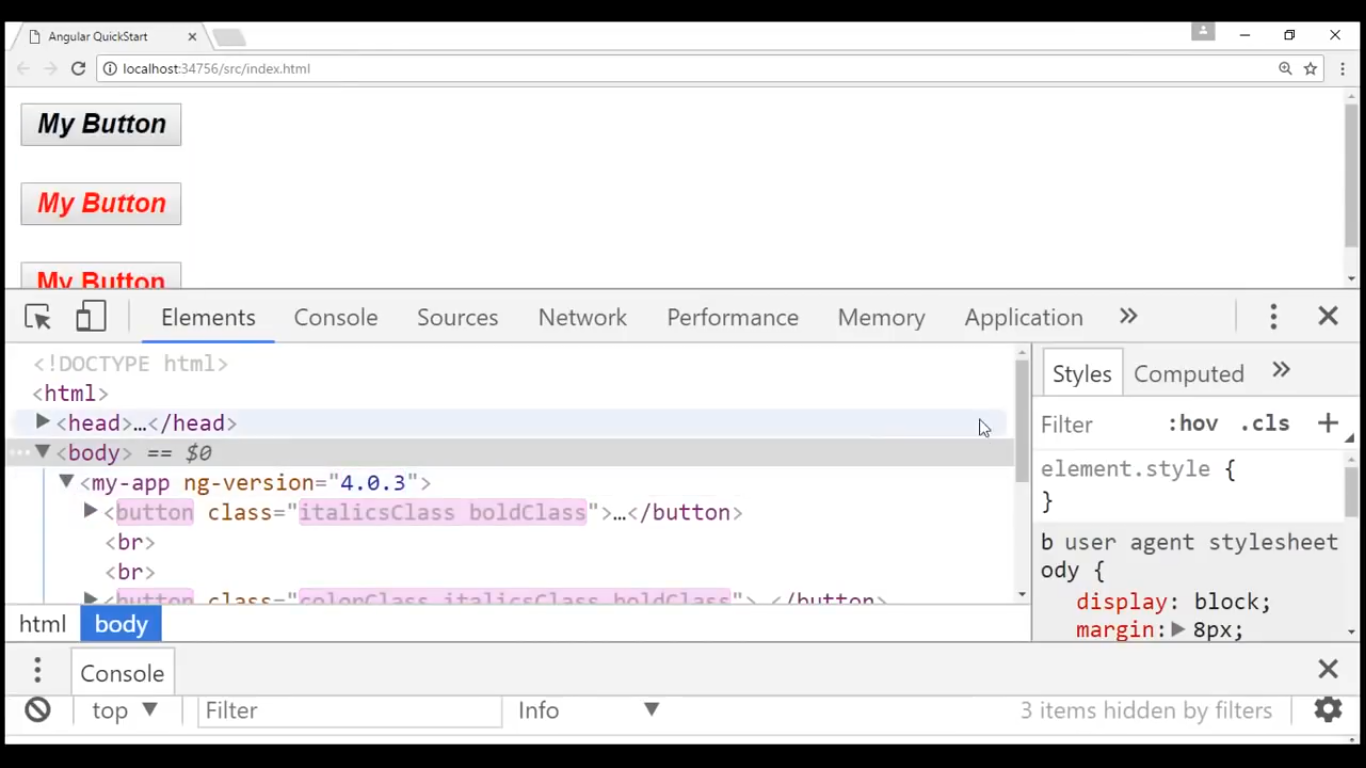 Angular QuickStart
localhost:34756/src/index.html
My Button
My Button
My Button
Elements Console Sources Network Performance Memory Application »
<!DOCTYPE html>
<html>
<head>…</head>
<body> == $0
<my-app ng-version="4.0.3">
<button class="italicsClass boldClass">…</button>
<br>
<br>
<button class="colorClass italicsClass boldClass"> </button>
html body
Styles Computed »
Filter :hov .cls +
element.style {
}
b user agent stylesheet
ody {
display: block;
margin: 8px;
Console
top Filter Info 3 items hidden by filters